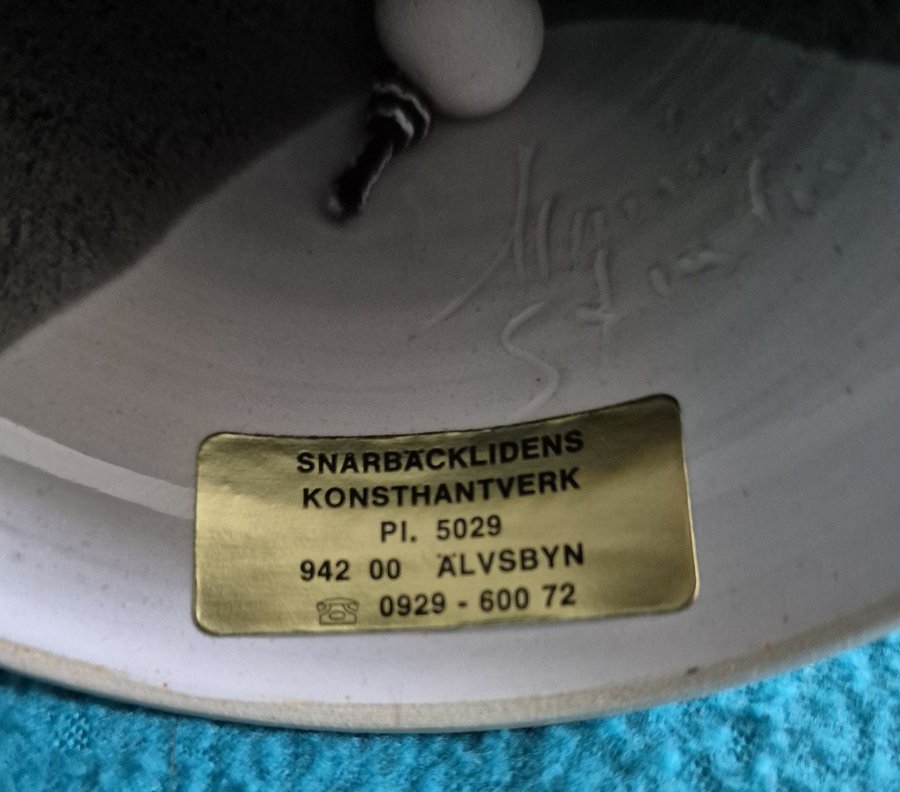 SNARBÄCKLIDENS
KONSTHANTVERK
Pl. 5029
942 00 ÄLVSBYN
0929 - 600 72